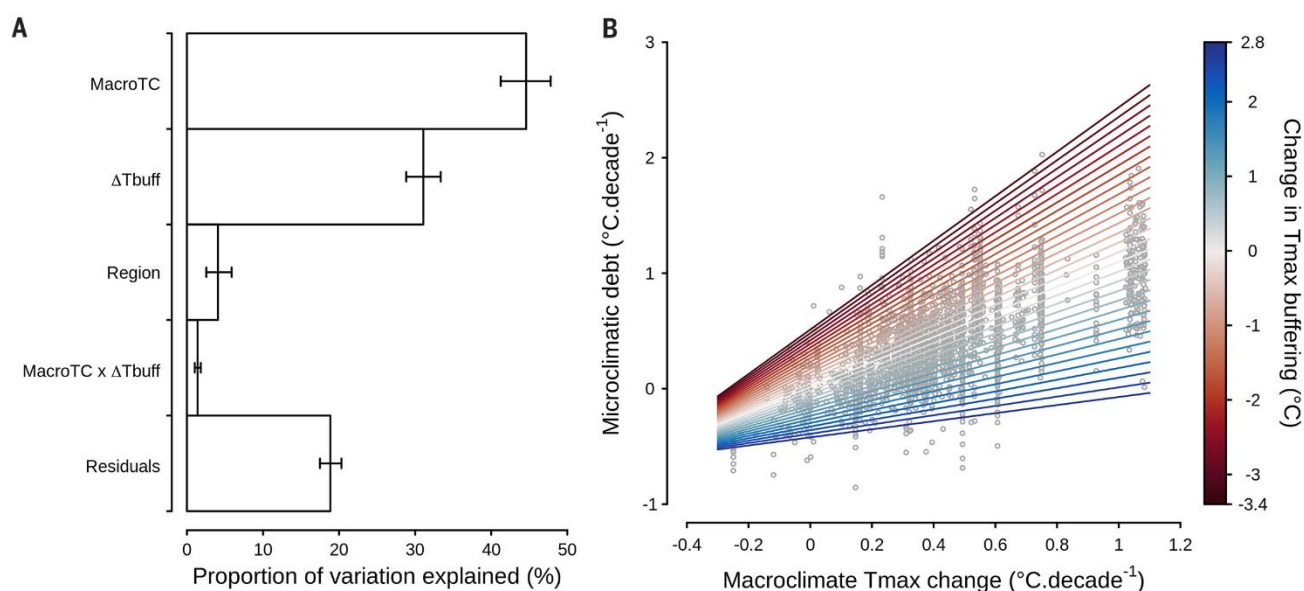 A
MacroTC
ΔTbuff
Region
MacroTC x ΔTbuff
Residuals
0 10 20 30 40 50
Proportion of variation explained (%)
B
3
2
1
0
-1
Microclimatic debt (°C.decade-1)
-0.4 -0.2 0 0.2 0.4 0.6 0.8 1 1.2
Macroclimate Tmax change (°C.decade-1)
2.8
2
1
0
-1
-2
-3
-3.4
Change in Tmax buffering (°C)